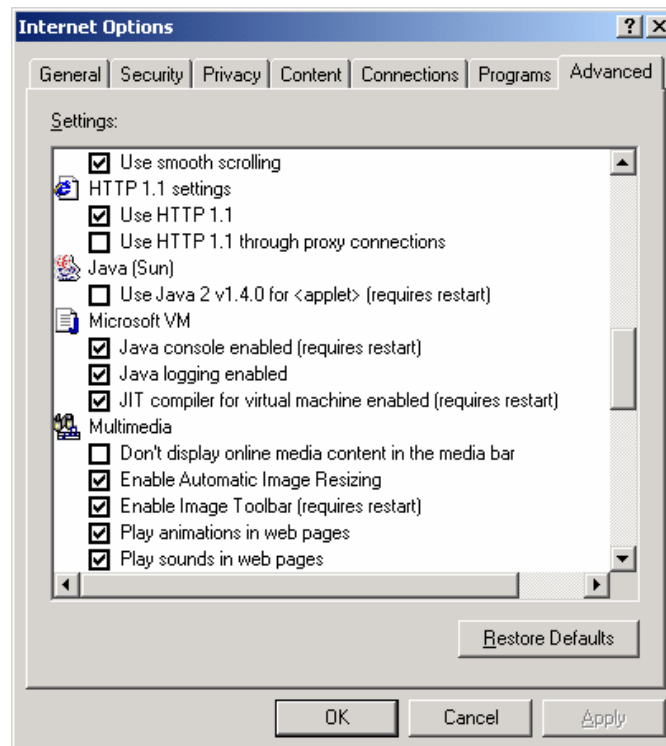 Internet Options
General Security Privacy Content Connections Programs Advanced
Settings:
Use smooth scrolling
HTTP 1.1 settings
Use HTTP 1.1
Use HTTP 1.1 through proxy connections
Java (Sun)
Use Java 2 v1.4.0 for <applet> (requires restart)
Microsoft VM
Java console enabled (requires restart)
Java logging enabled
JIT compiler for virtual machine enabled (requires restart)
Multimedia
Don't display online media content in the media bar
Enable Automatic Image Resizing
Enable Image Toolbar (requires restart)
Play animations in web pages
Play sounds in web pages
Restore Defaults
OK Cancel Apply